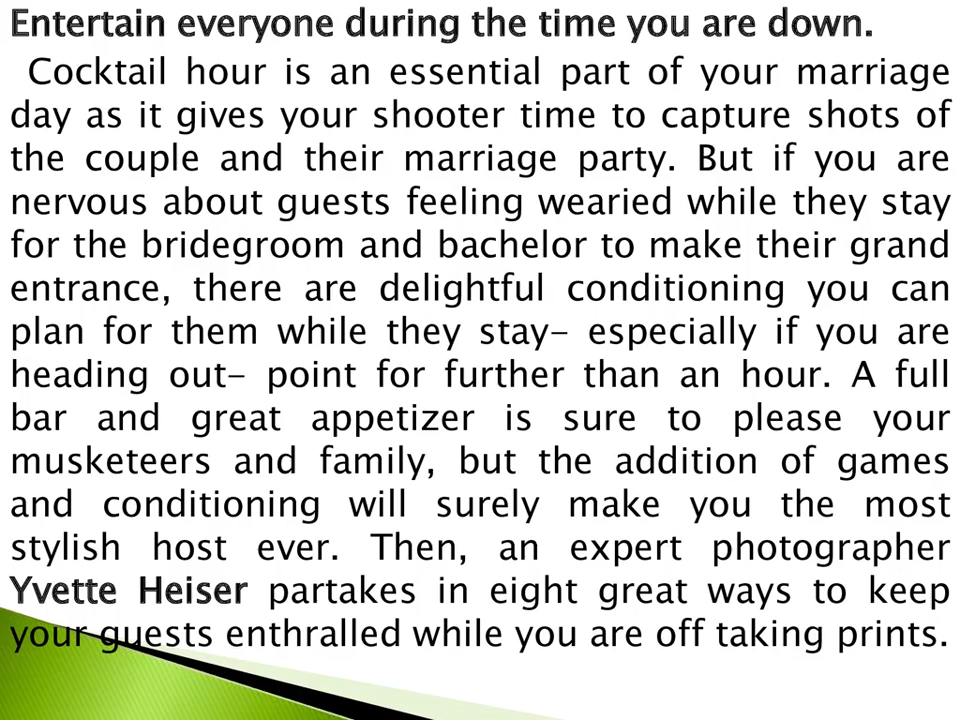 Entertain everyone during the time you are down.
Cocktail hour is an essential part of your marriage
day as it gives your shooter time to capture shots of
the couple and their marriage party. But if you are
nervous about guests feeling wearied while they stay
for the bridegroom and bachelor to make their grand
entrance, there are delightful conditioning you can
plan for them while they stay– especially if you are
heading out– point for further than an hour. A full
bar and great appetizer is sure to please your
musketeers and family, but the addition of games
and conditioning will surely make you the most
stylish host ever. Then, an expert photographer
Yvette Heiser partakes in eight great ways to keep
your guests enthralled while you are off taking prints.